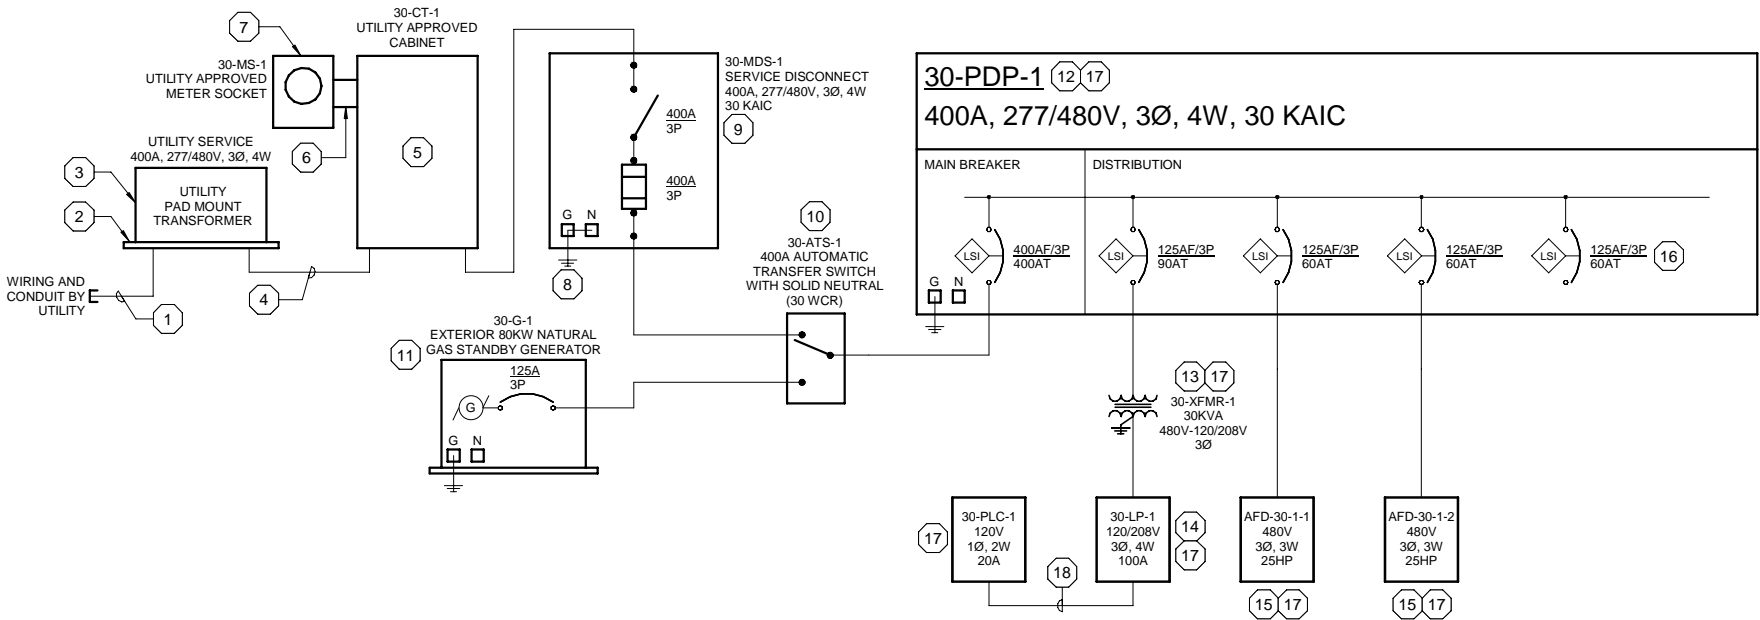 7
30-CT-1
UTILITY APPROVED
CABINET
30-MS-1
UTILITY APPROVED
METER SOCKET
6
5
UTILITY SERVICE
400A, 277/480V, 3Ø, 4W
3
2
UTILITY
PAD MOUNT
TRANSFORMER
WIRING AND
CONDUIT BY
UTILITY
1
4
30-MDS-1
SERVICE DISCONNECT
400A, 277/480V, 3Ø, 4W
30 KAIC
9
400A
3P
400A
3P
G N
8
10
30-ATS-1
400A AUTOMATIC
TRANSFER SWITCH
WITH SOLID NEUTRAL
(30 WCR)
30-G-1
EXTERIOR 80KW NATURAL
GAS STANDBY GENERATOR
11
125A
3P
G
G N
30-PDP-1 12 17
400A, 277/480V, 3Ø, 4W, 30 KAIC
MAIN BREAKER
DISTRIBUTION
LSI
400AF/3P
400AT
G N
LSI
125AF/3P
90AT
LSI
125AF/3P
60AT
LSI
125AF/3P
60AT
LSI
125AF/3P
60AT
16
13 17
30-XFMR-1
30KVA
480V-120/208V
3Ø
17
30-PLC-1
120V
1Ø, 2W
20A
18
30-LP-1
120/208V
3Ø, 4W
100A
14
17
AFD-30-1-1
480V
3Ø, 3W
25HP
15 17
AFD-30-1-2
480V
3Ø, 3W
25HP
15 17